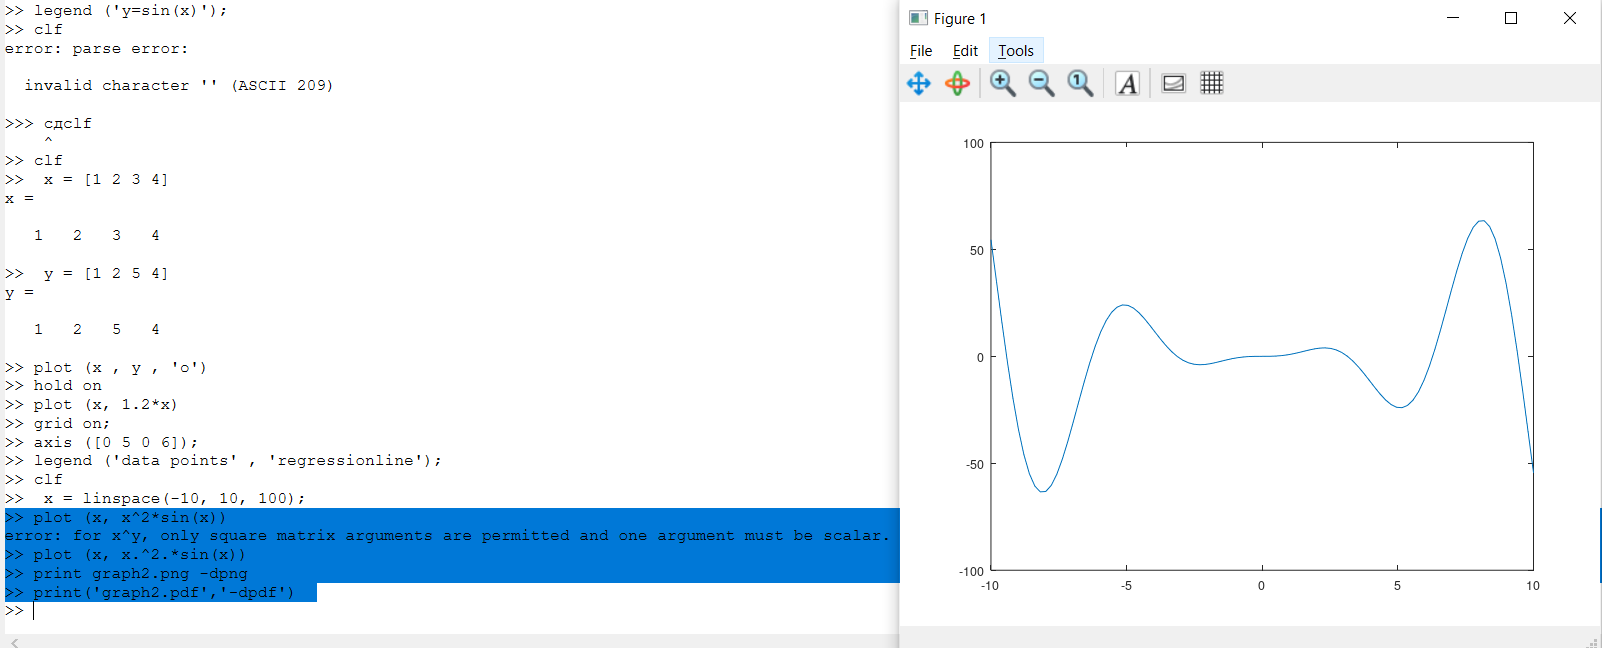 >> legend ('y=sin(x)');
>> clf
error: parse error:
invalid character '' (ASCII 209)
>>> сдclf
^
>> clf
>>  x = [1 2 3 4]
x =
1   2   3   4
>>  y = [1 2 5 4]
y =
1   2   5   4
>> plot (x , y , 'o')
>> hold on
>> plot (x, 1.2*x)
>> grid on;
>> axis ([0 5 0 6]);
>> legend ('data points' , 'regressionline');
>> clf
>>  x = linspace(-10, 10, 100);
>> plot (x, x^2*sin(x))
error: for x^y, only square matrix arguments are permitted and one argument must be scalar.
>> plot (x, x.^2.*sin(x))
>> print graph2.png -dpng
>> print('graph2.pdf','-dpdf')
>>
Figure 1
File Edit Tools
1 A
100
50
0
-50
-100
-10 -5 0 5 10